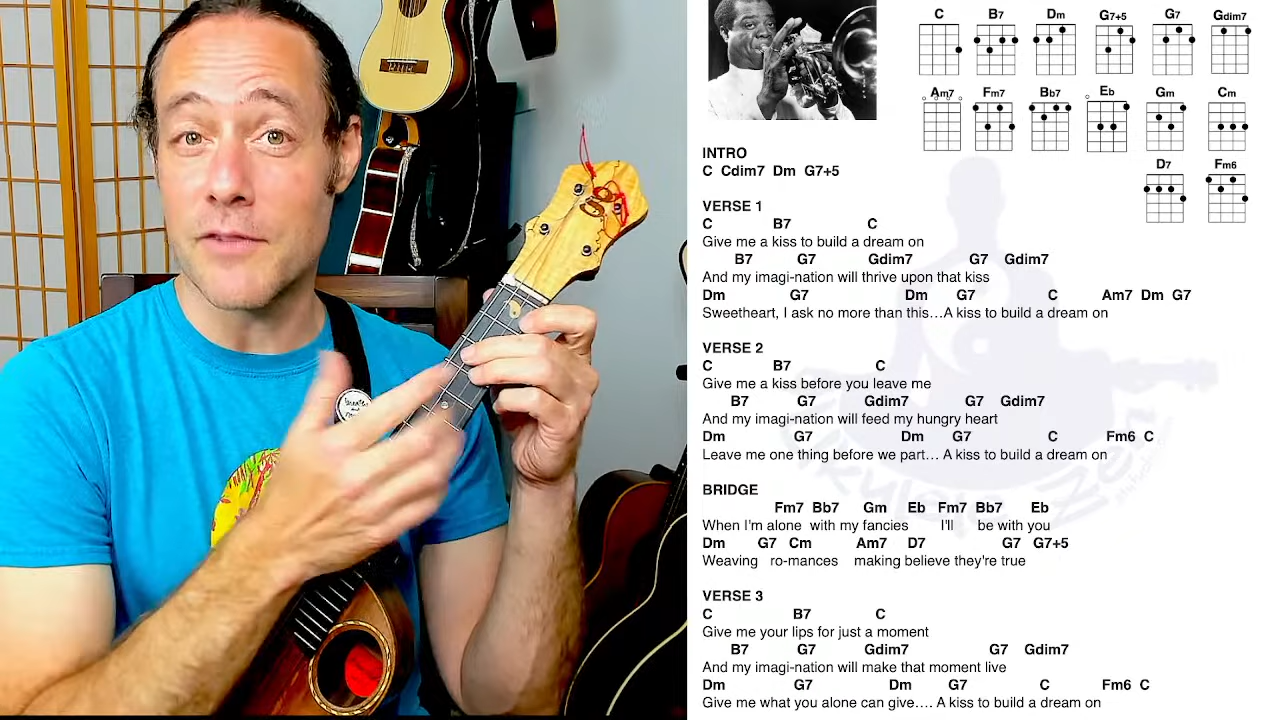 C B7 Dm G7+5 G7 Gdim7
Am7 Fm7 Bb7 Eb Gm Cm
D7 Fm6
INTRO
C Cdim7 Dm G7+5
VERSE 1
C B7 C
Give me a kiss to build a dream on
B7 G7 Gdim7 G7 Gdim7
And my imagi-nation will thrive upon that kiss
Dm G7 Dm G7 C Am7 Dm G7
Sweetheart, I ask no more than this…A kiss to build a dream on
VERSE 2
C B7 C
Give me a kiss before you leave me
B7 G7 Gdim7 G7 Gdim7
And my imagi-nation will feed my hungry heart
Dm G7 Dm G7 C Fm6 C
Leave me one thing before we part… A kiss to build a dream on
BRIDGE
Fm7 Bb7 Gm Eb Fm7 Bb7 Eb
When I'm alone with my fancies I'll be with you
Dm G7 Cm Am7 D7 G7 G7+5
Weaving ro-mances making believe they're true
VERSE 3
C B7 C
Give me your lips for just a moment
B7 G7 Gdim7 G7 Gdim7
And my imagi-nation will make that moment live
Dm G7 Dm G7 C Fm6 C
Give me what you alone can give…. A kiss to build a dream on